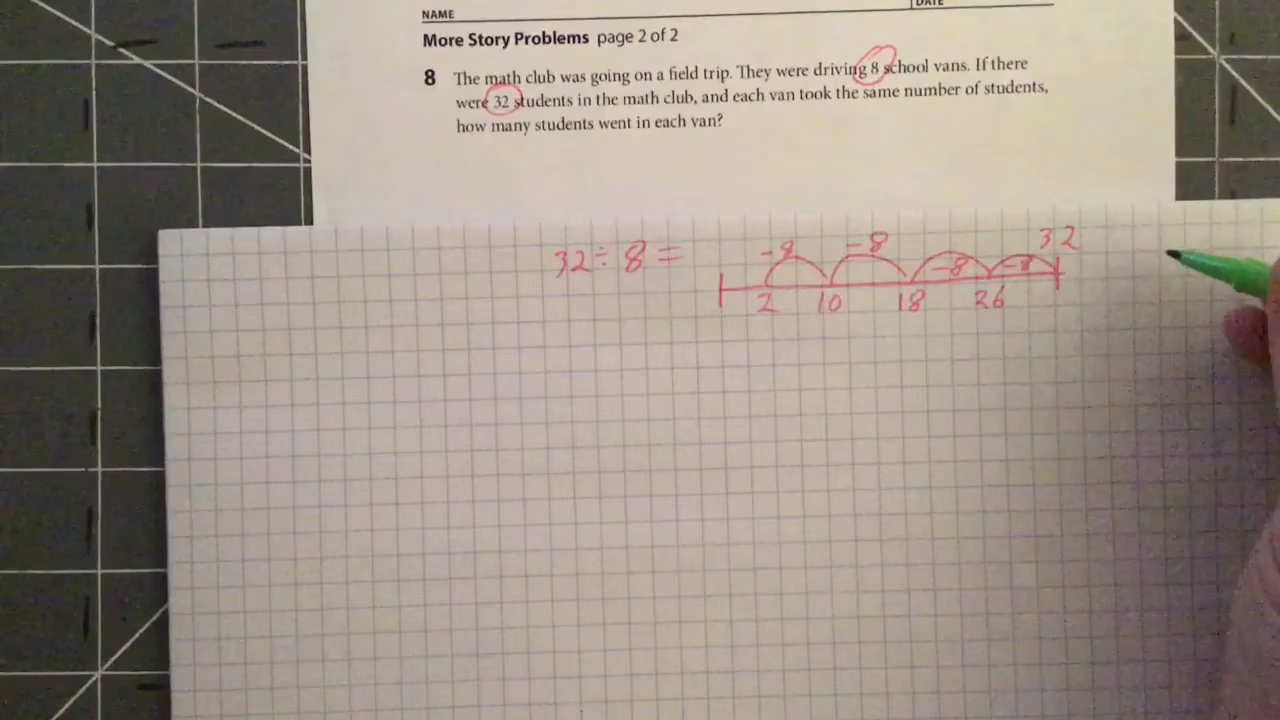 NAME DATE
More Story Problems page 2 of 2
8 The math club was going on a field trip. They were driving 8 school vans. If there
were 32 students in the math club, and each van took the same number of students,
how many students went in each van?
32 ÷ 8 =
-8 -8 -8 -8 32
2 10 18 26